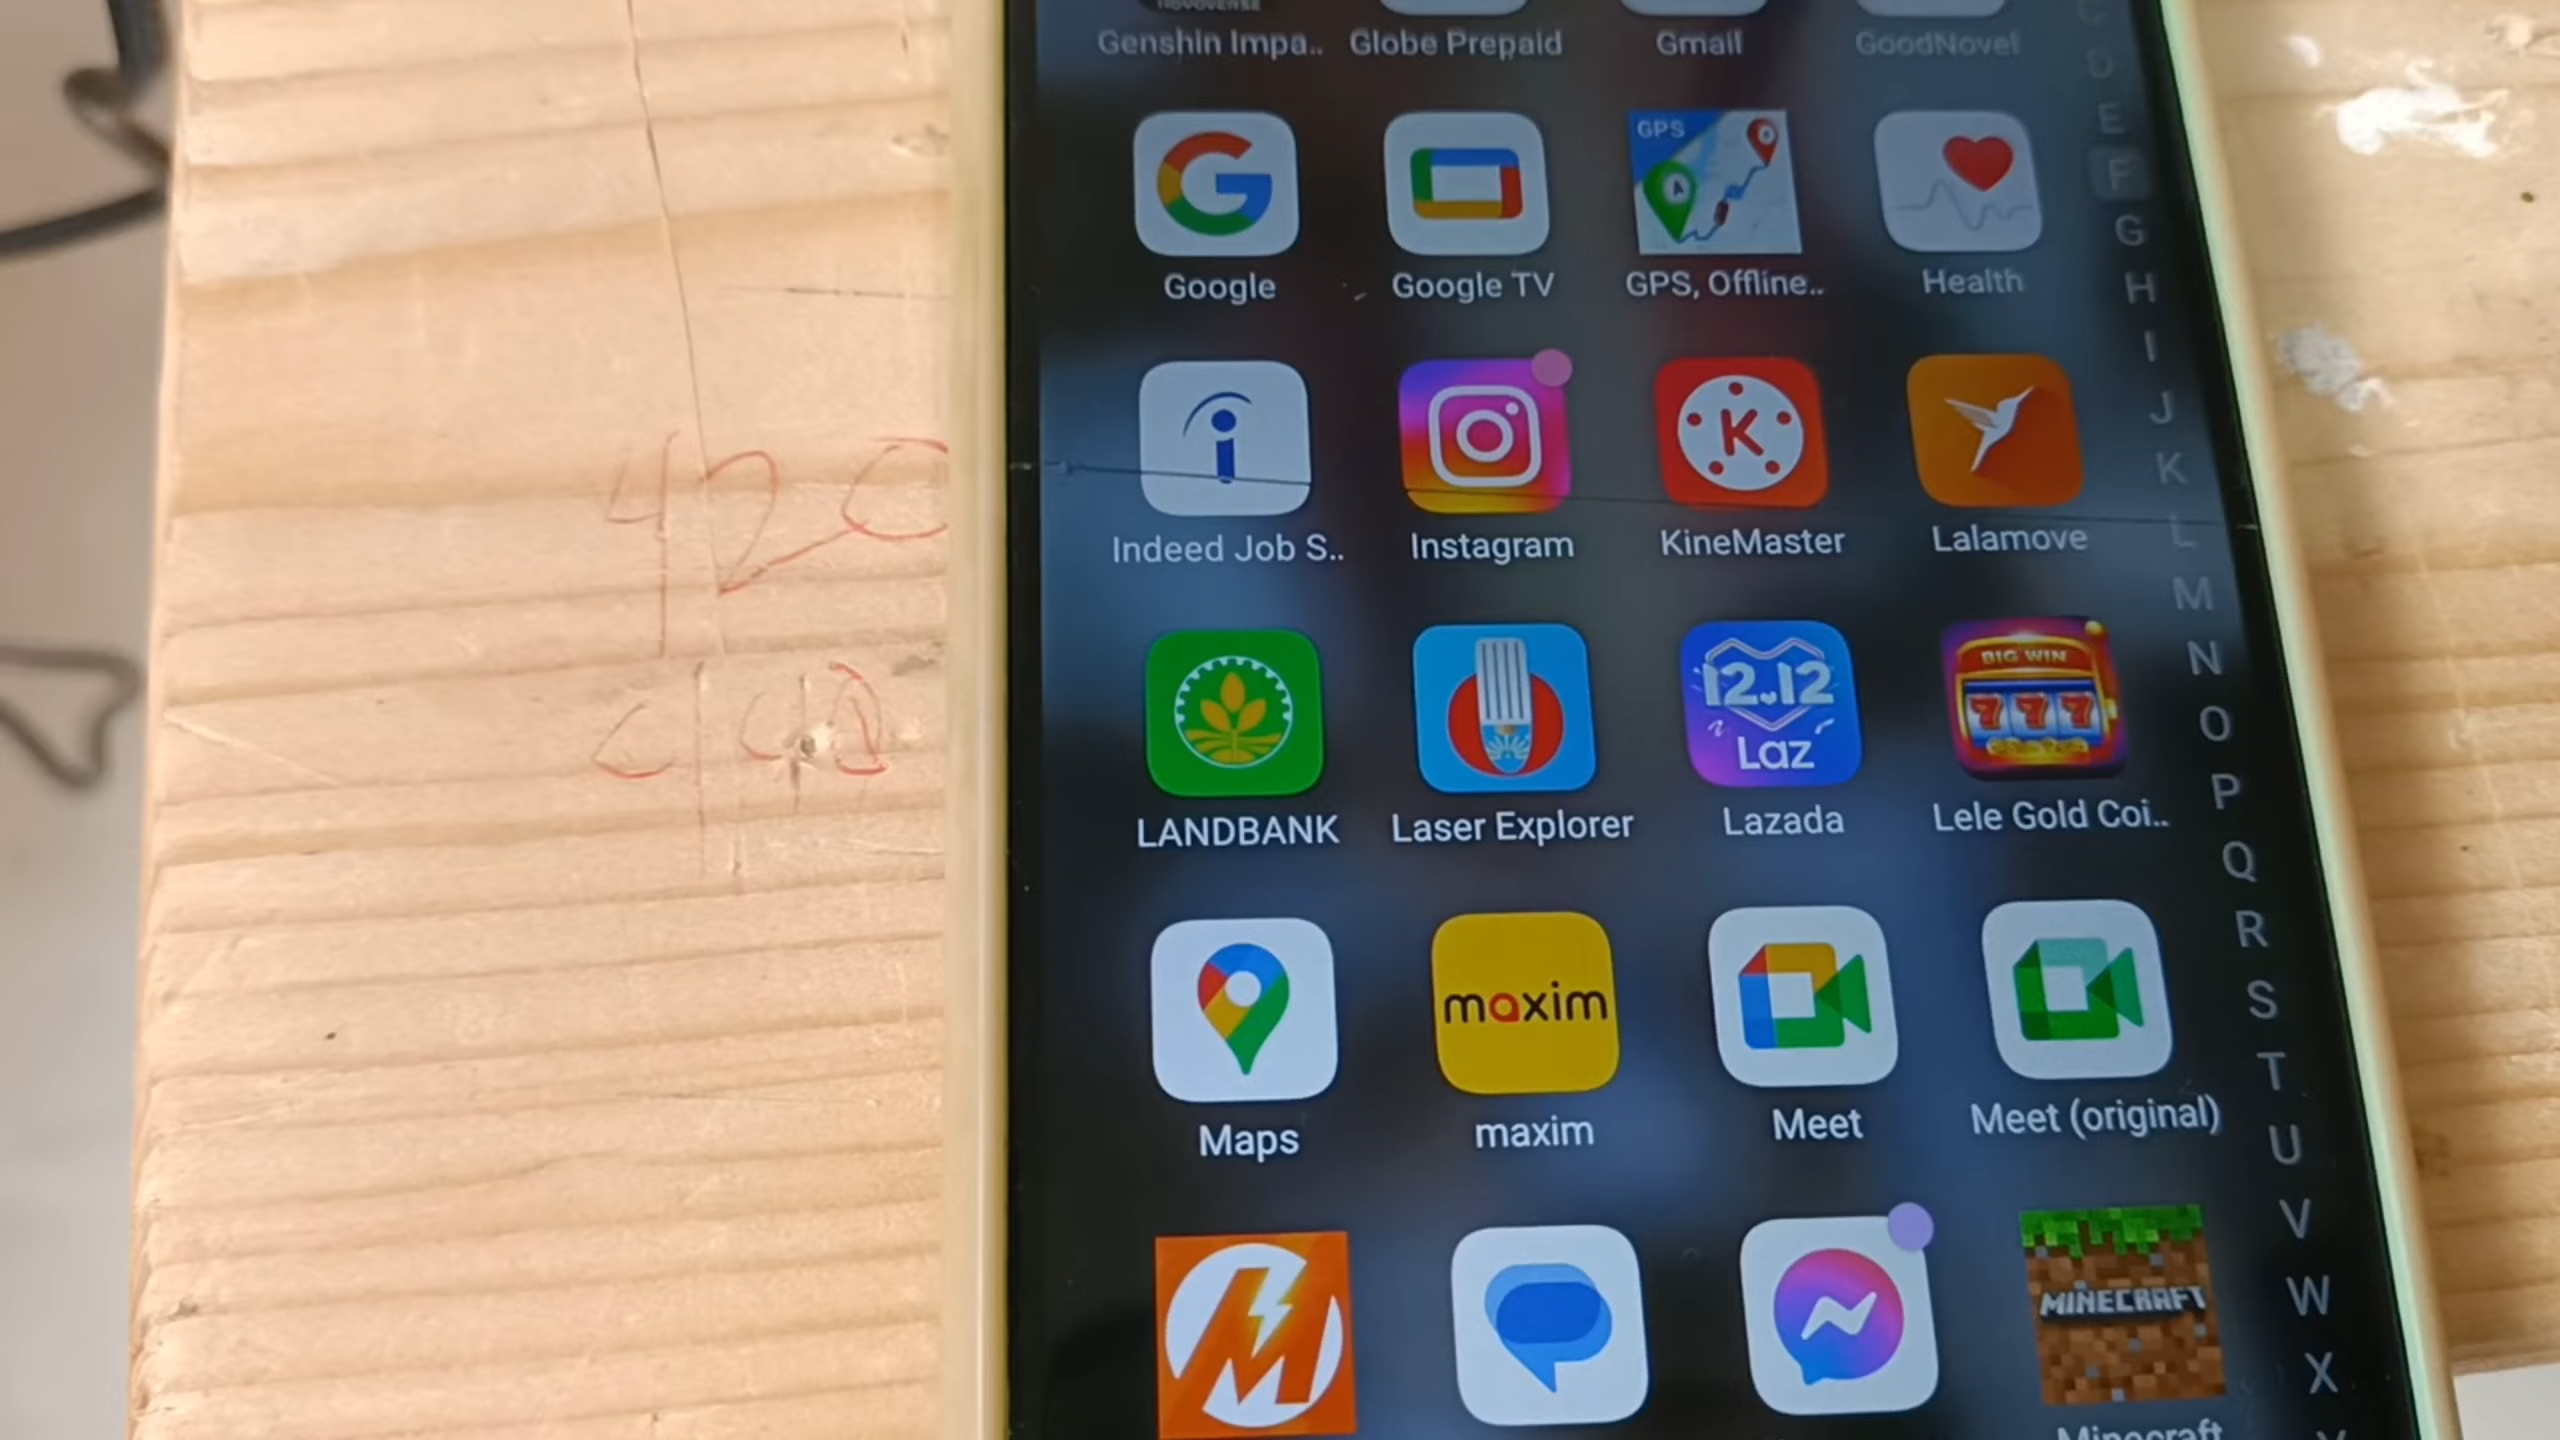 Genshin Impa.. Globe Prepaid Gmail GoodNovel
GPS
A
Google Google TV GPS, Offline.. Health
K
Indeed Job S.. Instagram KineMaster Lalamove
12.12
Laz
BIG WIN
777
LANDBANK Laser Explorer Lazada Lele Gold Coi..
maxim
Maps maxim Meet Meet (original)
MINECRAFT
Minecraft
C
D
E
F
G
H
I
J
K
L
M
N
O
P
Q
R
S
T
U
V
W
X
420